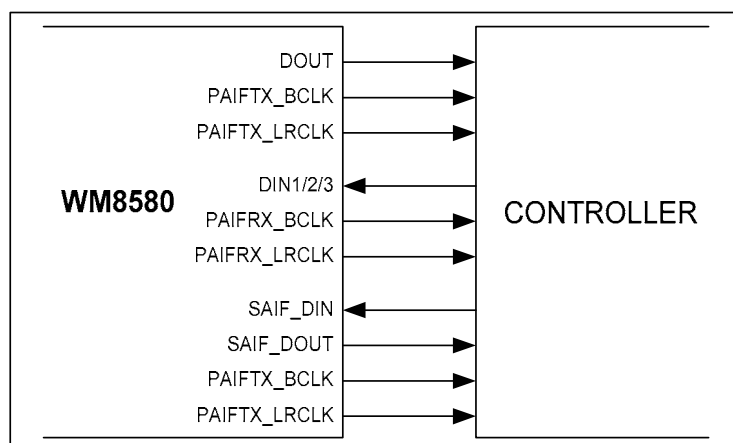 DOUT
PAIFTX_BCLK
PAIFTX_LRCLK
DIN1/2/3
WM8580
CONTROLLER
PAIFRX_BCLK
PAIFRX_LRCLK
SAIF_DIN
SAIF_DOUT
PAIFTX_BCLK
PAIFTX_LRCLK